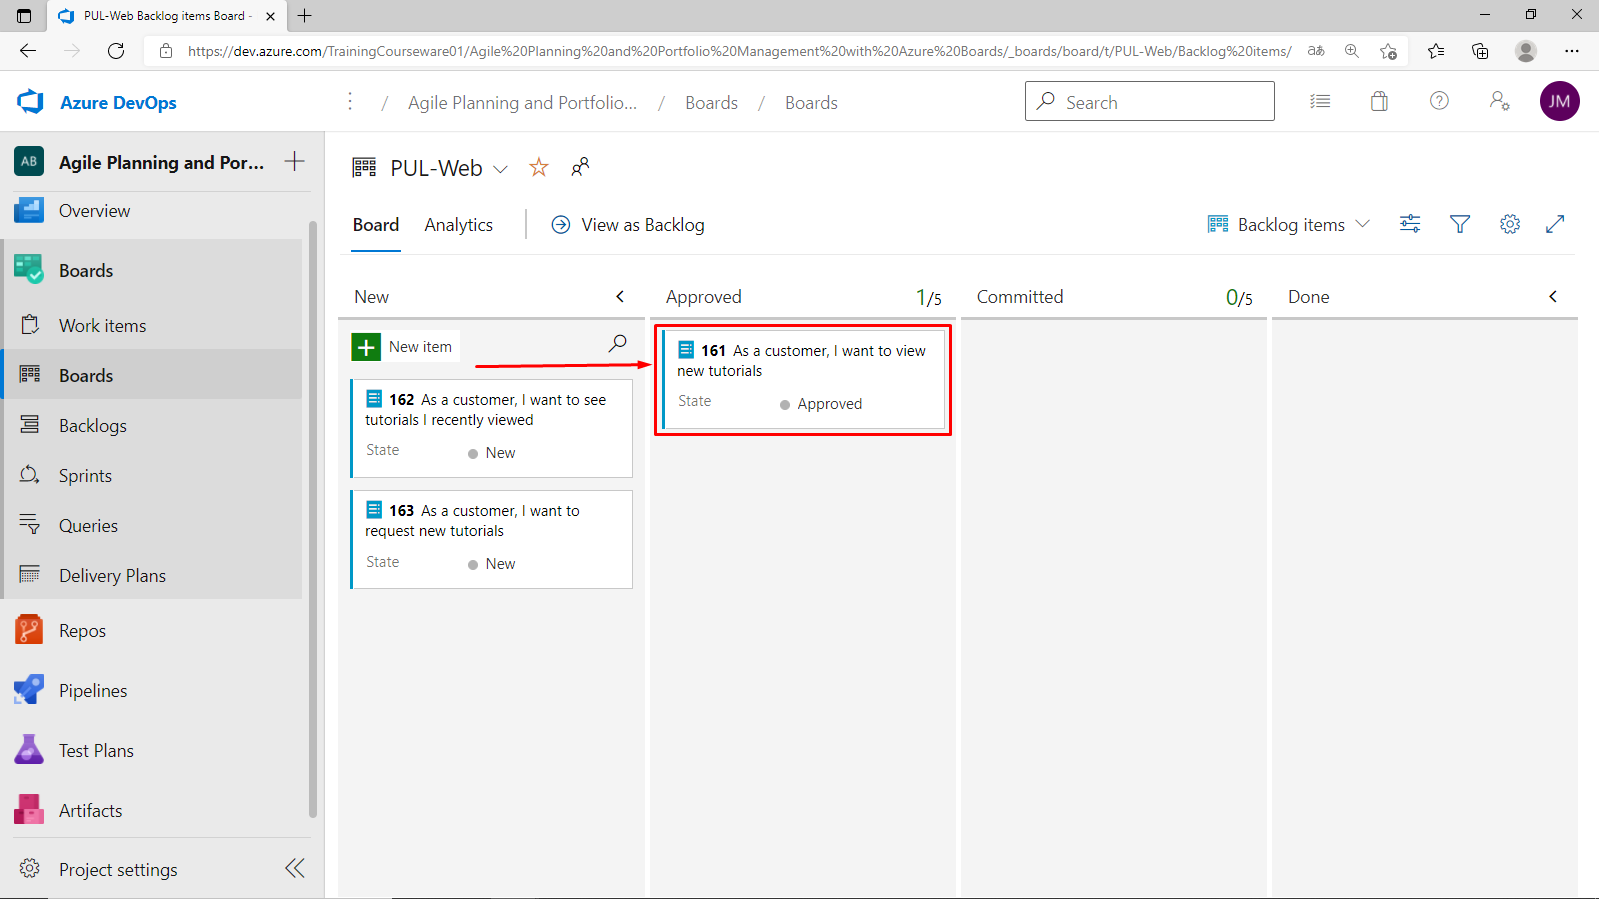 PUL-Web Backlog items Board -
https://dev.azure.com/TrainingCourseware01/Agile%20Planning%20and%20Portfolio%20Management%20with%20Azure%20Boards/_boards/board/t/PUL-Web/Backlog%20items/
aあ
Azure DevOps
/ Agile Planning and Portfolio... / Boards / Boards
Search
JM
AB
Agile Planning and Por...
Overview
Boards
Work items
Boards
Backlogs
Sprints
Queries
Delivery Plans
Repos
Pipelines
Test Plans
Artifacts
Project settings
PUL-Web
Board
Analytics
View as Backlog
Backlog items
New
Approved
1/5
Committed
0/5
Done
New item
162 As a customer, I want to see
tutorials I recently viewed
State
New
163 As a customer, I want to
request new tutorials
State
New
161 As a customer, I want to view
new tutorials
State
Approved